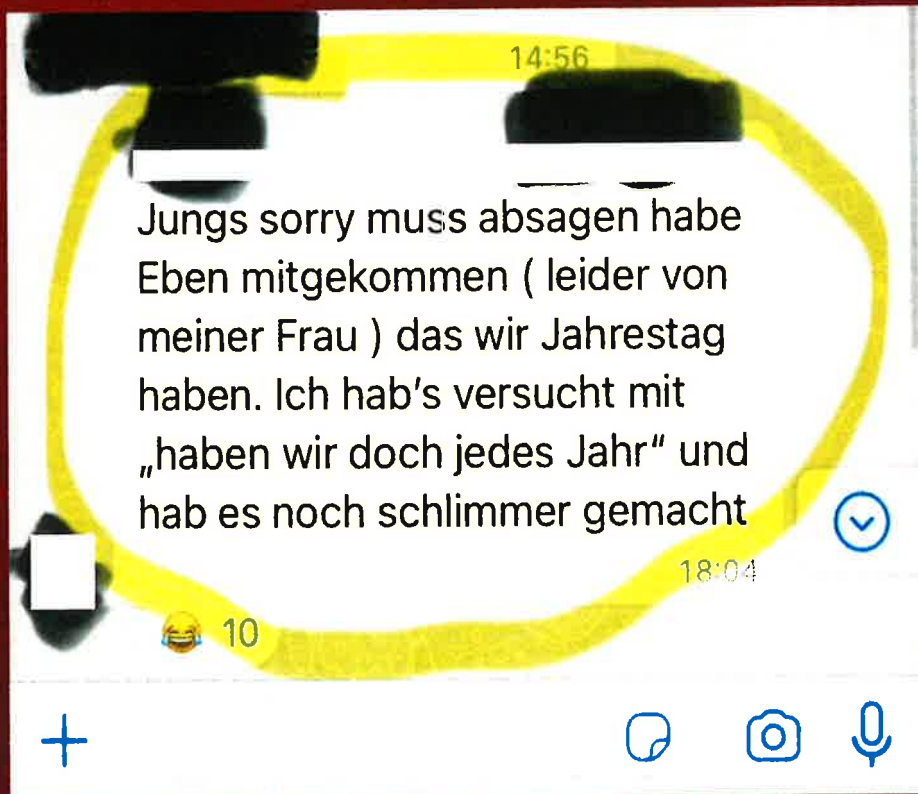 14:56
Jungs sorry muss absagen habe
Eben mitgekommen ( leider von
meiner Frau ) das wir Jahrestag
haben. Ich hab's versucht mit
„haben wir doch jedes Jahr“ und
hab es noch schlimmer gemacht
18:04
😂 10